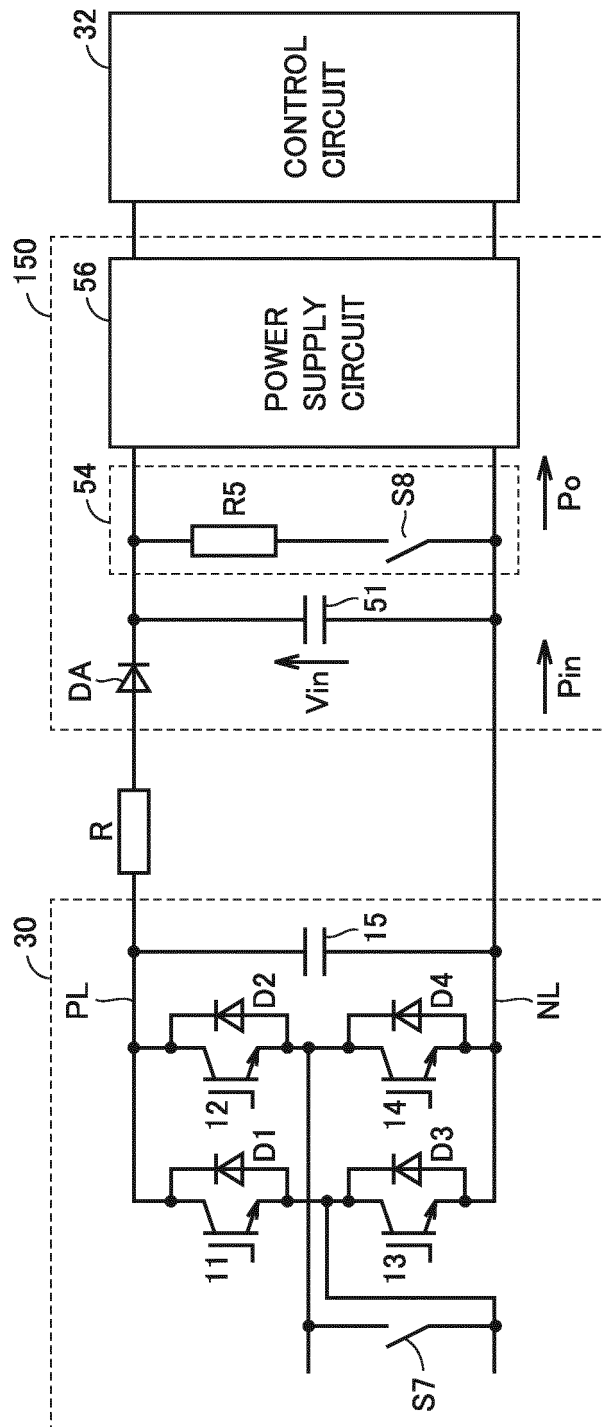 30
PL
R
DA
150
54
56
32
11
D1
12
D2
15
Vin
51
R5
S8
POWER
SUPPLY
CIRCUIT
CONTROL
CIRCUIT
13
D3
14
D4
S7
NL
Pin
Po